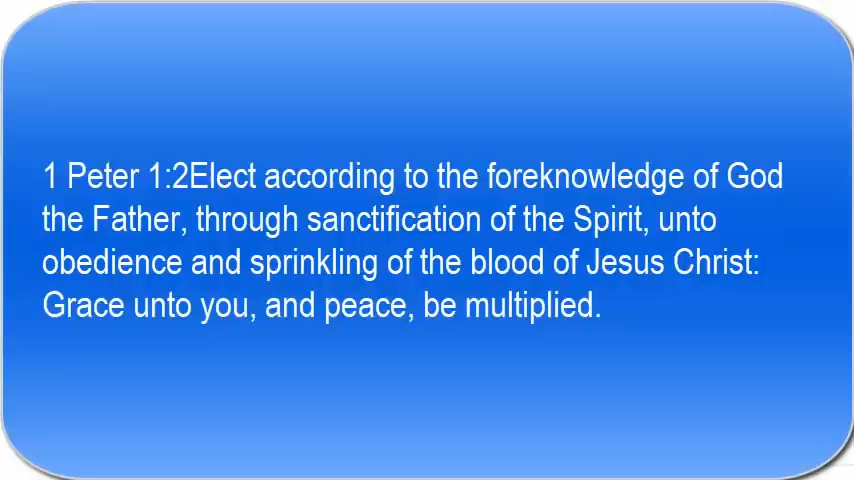 1 Peter 1:2Elect according to the foreknowledge of God
the Father, through sanctification of the Spirit, unto
obedience and sprinkling of the blood of Jesus Christ:
Grace unto you, and peace, be multiplied.